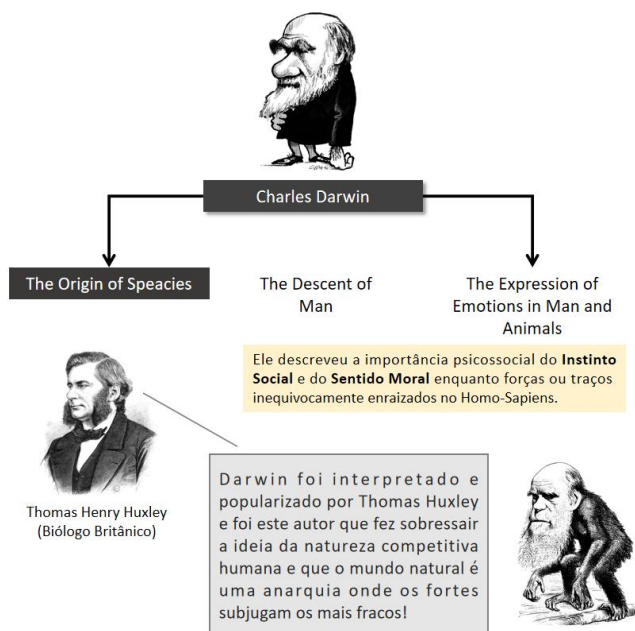 Charles Darwin
The Origin of Speacies
The Descent of
Man
The Expression of
Emotions in Man and
Animals
Ele descreveu a importância psicossocial do Instinto
Social e do Sentido Moral enquanto forças ou traços
inequivocamente enraizados no Homo-Sapiens.
Thomas Henry Huxley
(Biólogo Britânico)
Darwin foi interpretado e
popularizado por Thomas Huxley
e foi este autor que fez sobressair
a ideia da natureza competitiva
humana e que o mundo natural é
uma anarquia onde os fortes
subjugam os mais fracos!